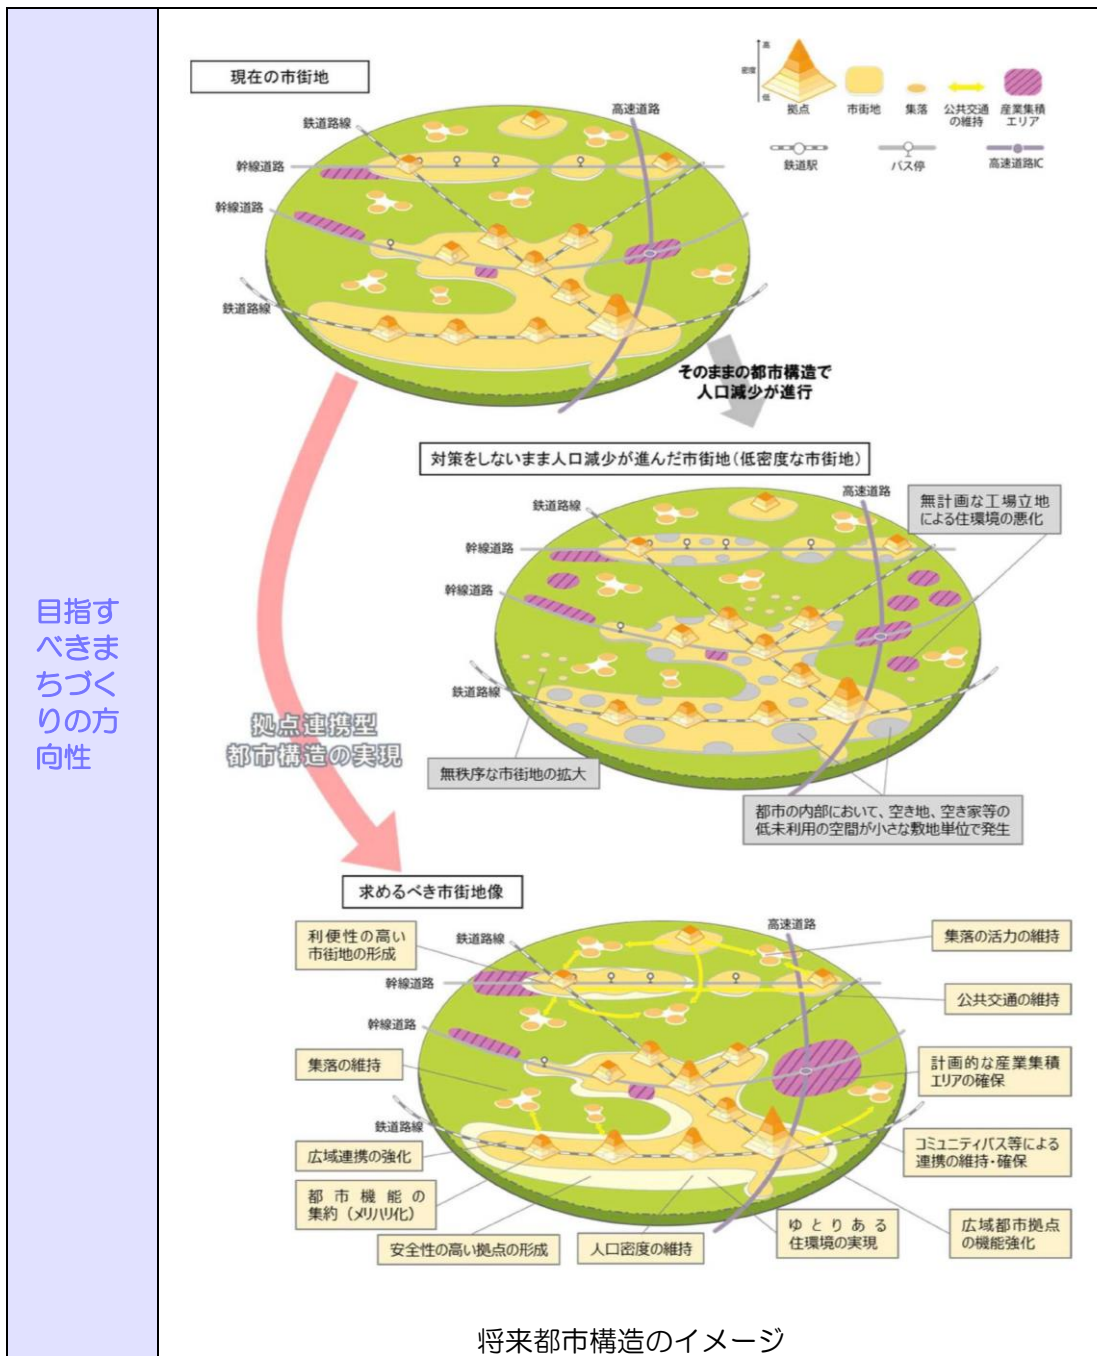 目指す
べきま
ちづく
りの方
向性
現在の市街地
高
密度
低
拠点
市街地
集落
公共交通
の維持
産業集積
エリア
鉄道駅
バス停
高速道路IC
鉄道路線
高速道路
幹線道路
幹線道路
鉄道路線
そのままの都市構造で
人口減少が進行
対策をしないまま人口減少が進んだ市街地(低密度な市街地)
鉄道路線
高速道路
無計画な工場立地
による住環境の悪化
幹線道路
幹線道路
鉄道路線
無秩序な市街地の拡大
都市の内部において、空き地、空き家等の
低未利用の空間が小さな敷地単位で発生
拠点連携型
都市構造の実現
求めるべき市街地像
利便性の高い
市街地の形成
鉄道路線
高速道路
集落の活力の維持
幹線道路
公共交通の維持
幹線道路
集落の維持
計画的な産業集積
エリアの確保
鉄道路線
広域連携の強化
コミュニティバス等による
連携の維持・確保
都市機能の
集約(メリハリ化)
安全性の高い拠点の形成
人口密度の維持
ゆとりある
住環境の実現
広域都市拠点
の機能強化
将来都市構造のイメージ